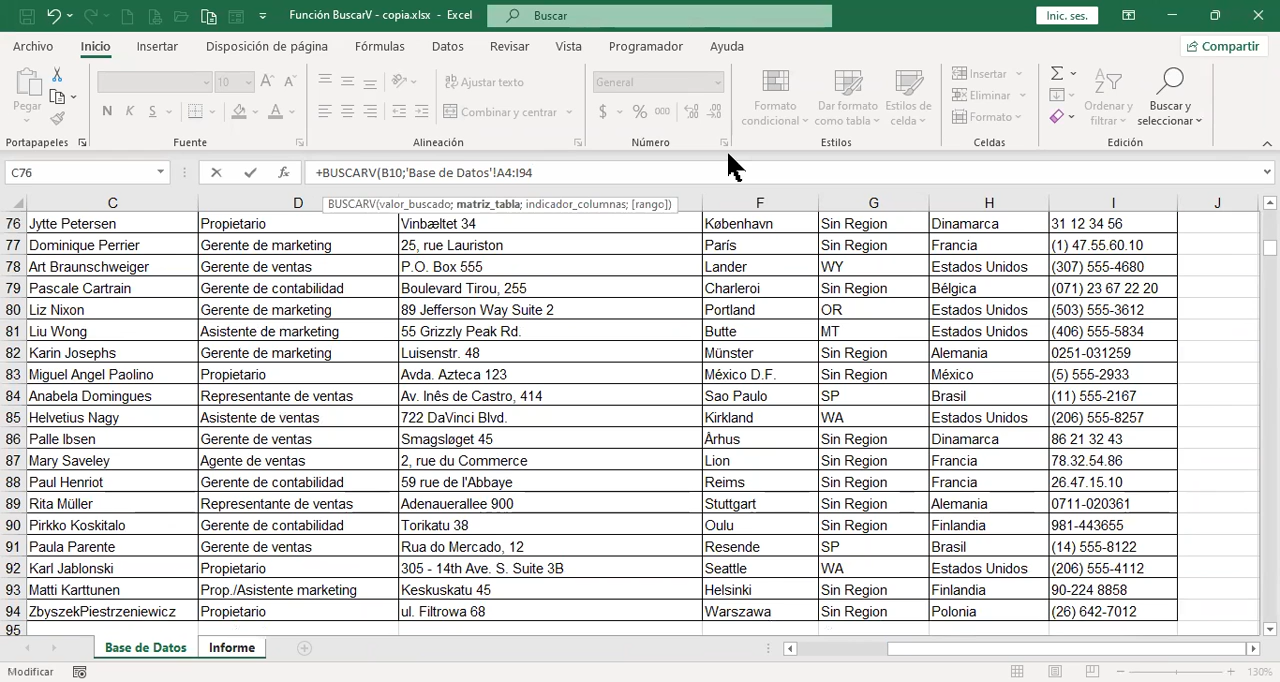 Función BuscarV - copia.xlsx - Excel
Buscar
Inic. ses.
Archivo Inicio Insertar Disposición de página Fórmulas Datos Revisar Vista Programador Ayuda
Compartir
Pegar
N K S
10
Ajustar texto
Combinar y centrar
General
$ % 000
Formato condicional
Dar formato como tabla
Estilos de celda
Insertar
Eliminar
Formato
Ordenar y filtrar
Buscar y seleccionar
Portapapeles Fuente Alineación Número Estilos Celdas Edición
C76
+BUSCARV(B10;'Base de Datos'!A4:I94
BUSCARV(valor_buscado; matriz_tabla; indicador_columnas; [rango])
C D F G H I J
76 Jytte Petersen Propietario Vinbæltet 34 København Sin Region Dinamarca 31 12 34 56
77 Dominique Perrier Gerente de marketing 25, rue Lauriston París Sin Region Francia (1) 47.55.60.10
78 Art Braunschweiger Gerente de ventas P.O. Box 555 Lander WY Estados Unidos (307) 555-4680
79 Pascale Cartrain Gerente de contabilidad Boulevard Tirou, 255 Charleroi Sin Region Bélgica (071) 23 67 22 20
80 Liz Nixon Gerente de marketing 89 Jefferson Way Suite 2 Portland OR Estados Unidos (503) 555-3612
81 Liu Wong Asistente de marketing 55 Grizzly Peak Rd. Butte MT Estados Unidos (406) 555-5834
82 Karin Josephs Gerente de marketing Luisenstr. 48 Münster Sin Region Alemania 0251-031259
83 Miguel Angel Paolino Propietario Avda. Azteca 123 México D.F. Sin Region México (5) 555-2933
84 Anabela Domingues Representante de ventas Av. Inês de Castro, 414 Sao Paulo SP Brasil (11) 555-2167
85 Helvetius Nagy Asistente de ventas 722 DaVinci Blvd. Kirkland WA Estados Unidos (206) 555-8257
86 Palle Ibsen Gerente de ventas Smagsløget 45 Århus Sin Region Dinamarca 86 21 32 43
87 Mary Saveley Agente de ventas 2, rue du Commerce Lion Sin Region Francia 78.32.54.86
88 Paul Henriot Gerente de contabilidad 59 rue de l'Abbaye Reims Sin Region Francia 26.47.15.10
89 Rita Müller Representante de ventas Adenauerallee 900 Stuttgart Sin Region Alemania 0711-020361
90 Pirkko Koskitalo Gerente de contabilidad Torikatu 38 Oulu Sin Region Finlandia 981-443655
91 Paula Parente Gerente de ventas Rua do Mercado, 12 Resende SP Brasil (14) 555-8122
92 Karl Jablonski Propietario 305 - 14th Ave. S. Suite 3B Seattle WA Estados Unidos (206) 555-4112
93 Matti Karttunen Prop./Asistente marketing Keskuskatu 45 Helsinki Sin Region Finlandia 90-224 8858
94 ZbyszekPiestrzeniewicz Propietario ul. Filtrowa 68 Warszawa Sin Region Polonia (26) 642-7012
95
Base de Datos Informe
Modificar
130%